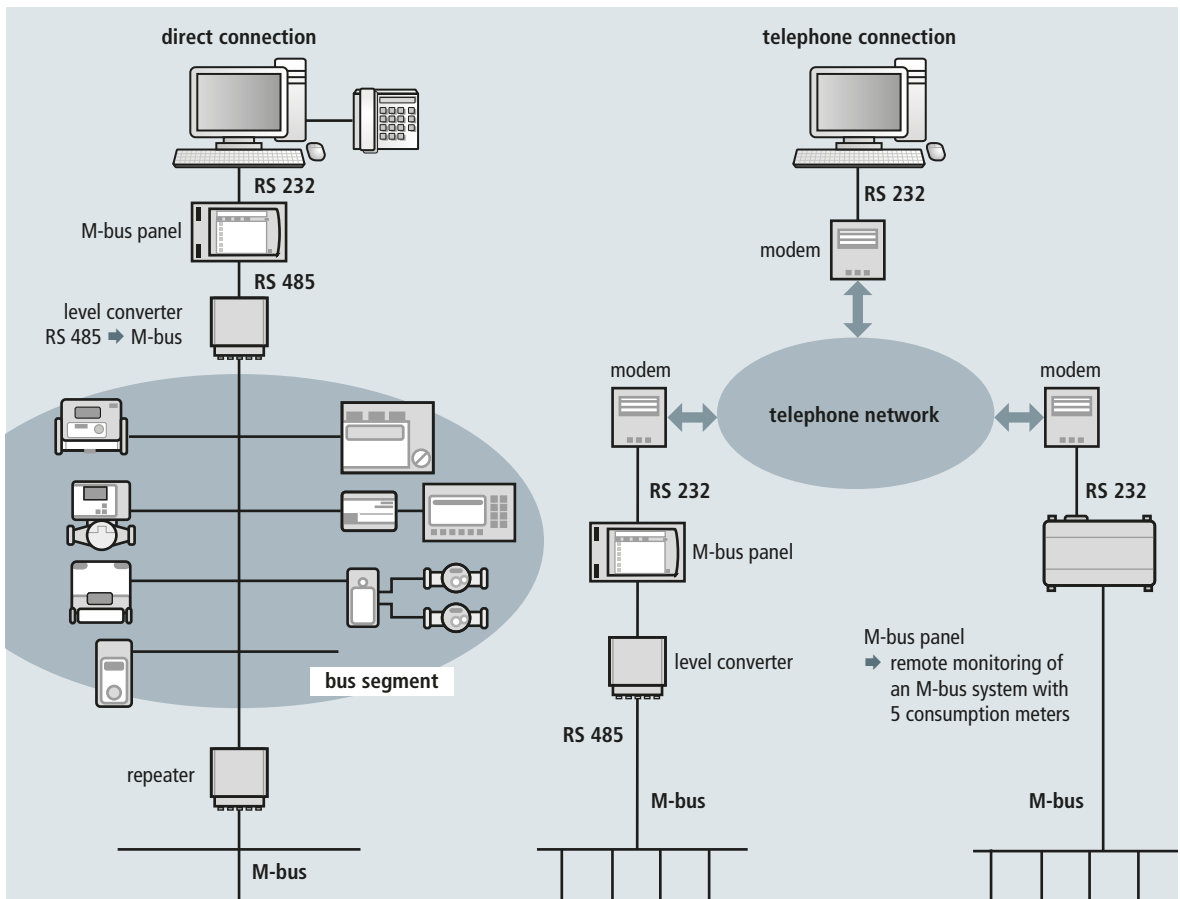 direct connection
RS 232
M-bus panel
RS 485
level converter
RS 485 ➡ M-bus
bus segment
repeater
M-bus
telephone connection
RS 232
modem
telephone network
modem
RS 232
M-bus panel
level converter
RS 485
M-bus
modem
RS 232
M-bus panel
➡ remote monitoring of
an M-bus system with
5 consumption meters
M-bus